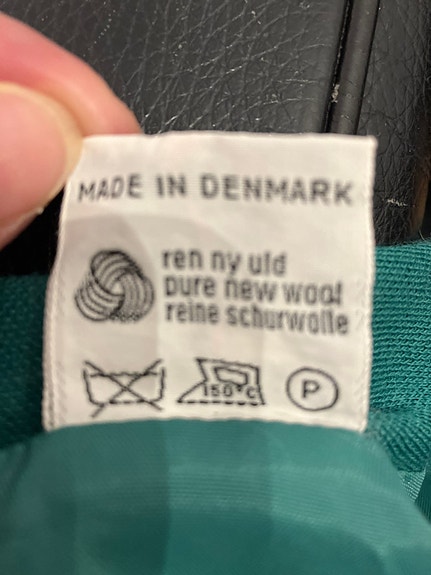 MADE IN DENMARK
ren ny uld
pure new wool
reine schurwolle
150°C
P